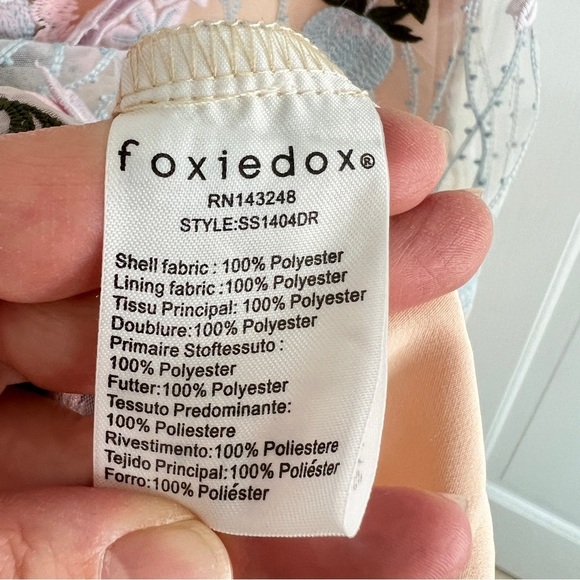 foxiedox®
RN143248
STYLE:SS1404DR
Shell fabric : 100% Polyester
Lining fabric : 100% Polyester
Tissu Principal: 100% Polyester
Doublure:100% Polyester
Primaire Stoftessuto :
100% Polyester
Futter:100% Polyester
Tessuto Predominante:
100% Poliestere
Rivestimento:100% Poliestere
Tejido Principal:100% Poliéster
Forro:100% Poliéster